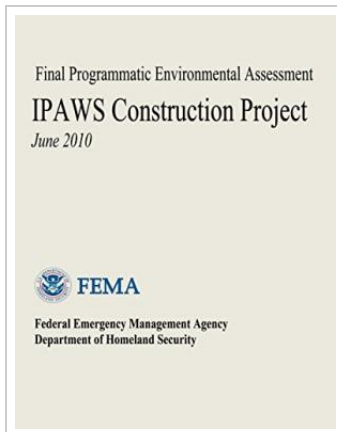 Final Programmatic Environmental Assessment
IPAWS Construction Project
June 2010
FEMA
Federal Emergency Management Agency
Department of Homeland Security